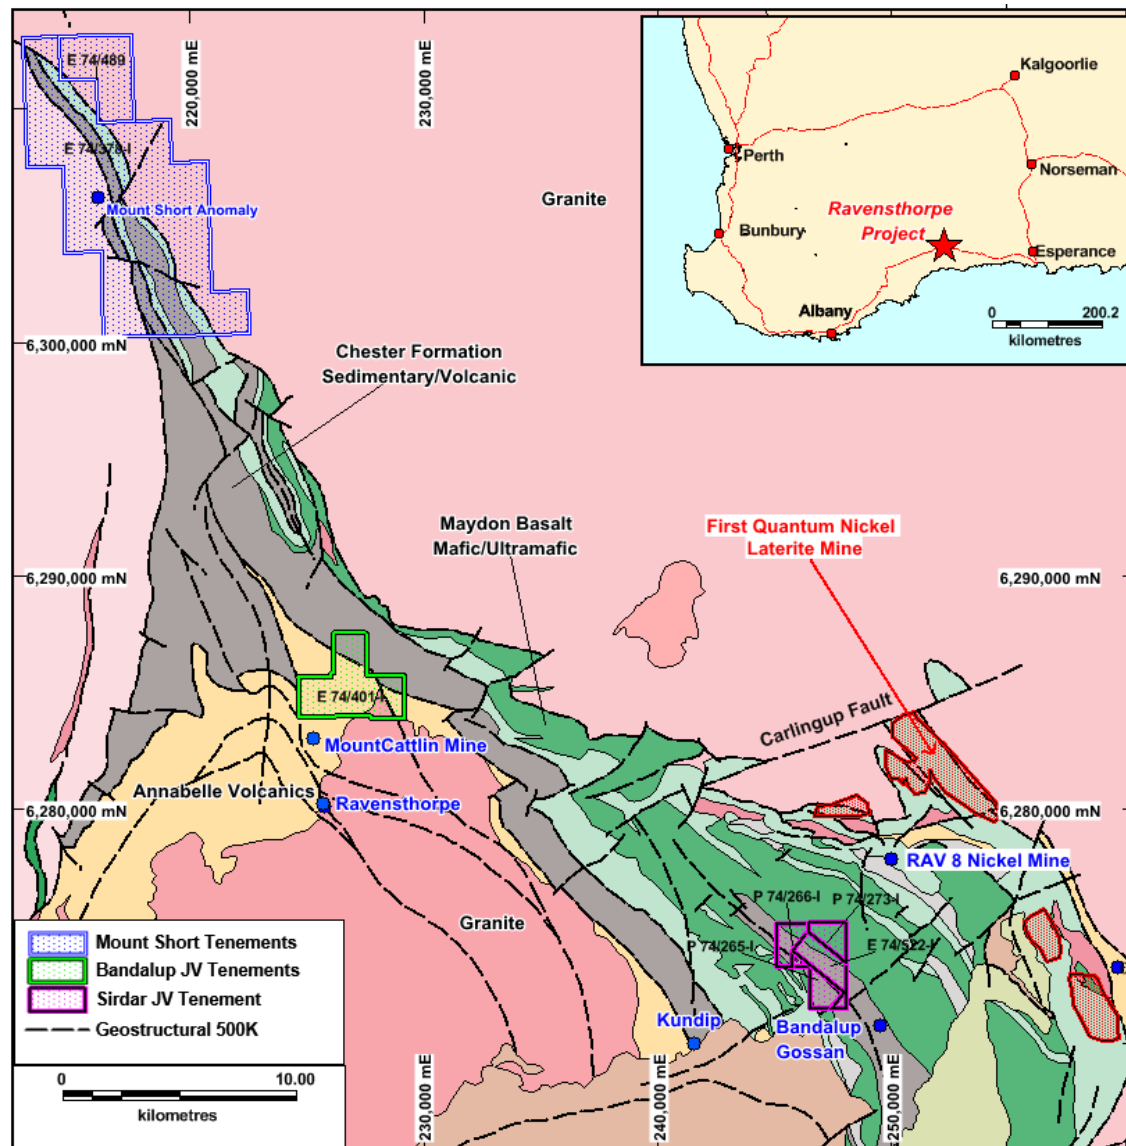 E 74/489
220,000 mE
230,000 mE
E 74/370-I
Mount Short Anomaly
Granite
Kalgoorlie
Perth
Norseman
Ravensthorpe
Project
Bunbury
Esperance
Albany
0 200.2
kilometres
6,300,000 mN
Chester Formation
Sedimentary/Volcanic
Maydon Basalt
Mafic/Ultramafic
First Quantum Nickel
Laterite Mine
6,290,000 mN
6,290,000 mN
E 74/401-I
Carlingup Fault
MountCattlin Mine
Annabelle Volcanics
Ravensthorpe
6,280,000 mN
6,280,000 mN
RAV 8 Nickel Mine
P 74/266-I
P 74/273-I
Granite
P 74/265-I
E 74/522-I
Mount Short Tenements
Bandalup JV Tenements
Sirdar JV Tenement
Geostructural 500K
Kundip
Bandalup
Gossan
0 10.00
kilometres
230,000 mE
240,000 mE
250,000 mE